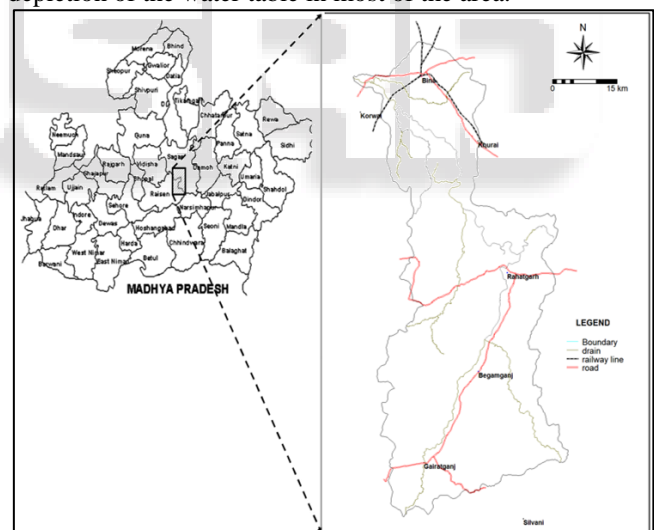 depiction of the water table in most of the area.
Morena
Bhind
Gwalior
Sheopur
Datia
Shivpuri
Tikamgarh
Chhatarpur
Rewa
Neemuch
Guna
Panna
Satna
Sidhi
Mandsaur
Sagar
Rajgarh
Vidisha
Damoh
Katni
Shajapur
Umaria
Ratlam
Ujjain
Bhopal
Raisen
Jabalpur
Shahdol
Sehore
Dindori
Jhabua
Indore
Dewas
Narsimhapur
Dhar
Hoshangabad
Seoni
Mandla
Harda
Chhindwara
West Nimar
East Nimar
Betul
Balaghat
Barwani
MADHYA PRADESH
N
Bina
0 15 km
Korwai
Khurai
Rahatgarh
LEGEND
Boundary
drain
railway line
road
Begamganj
Gairatganj
Silvani